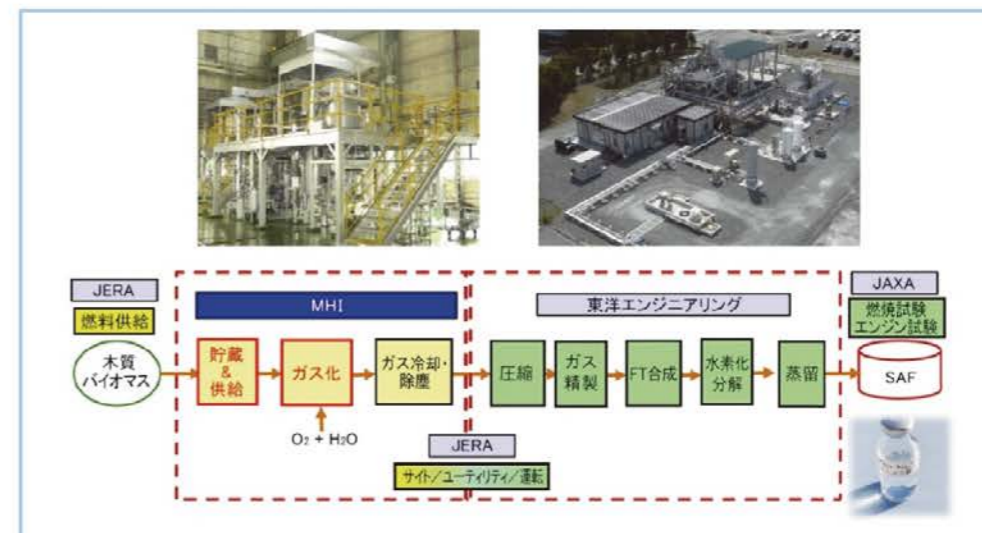 JERA
燃料供給
木質
バイオマス
MHI
貯蔵
&
供給
ガス化
ガス冷却・
除塵
O₂ + H₂O
東洋エンジニアリング
圧縮
ガス
精製
FT合成
水素化
分解
蒸留
JERA
サイト/ユーティリティ/運転
JAXA
燃焼試験
エンジン試験
SAF